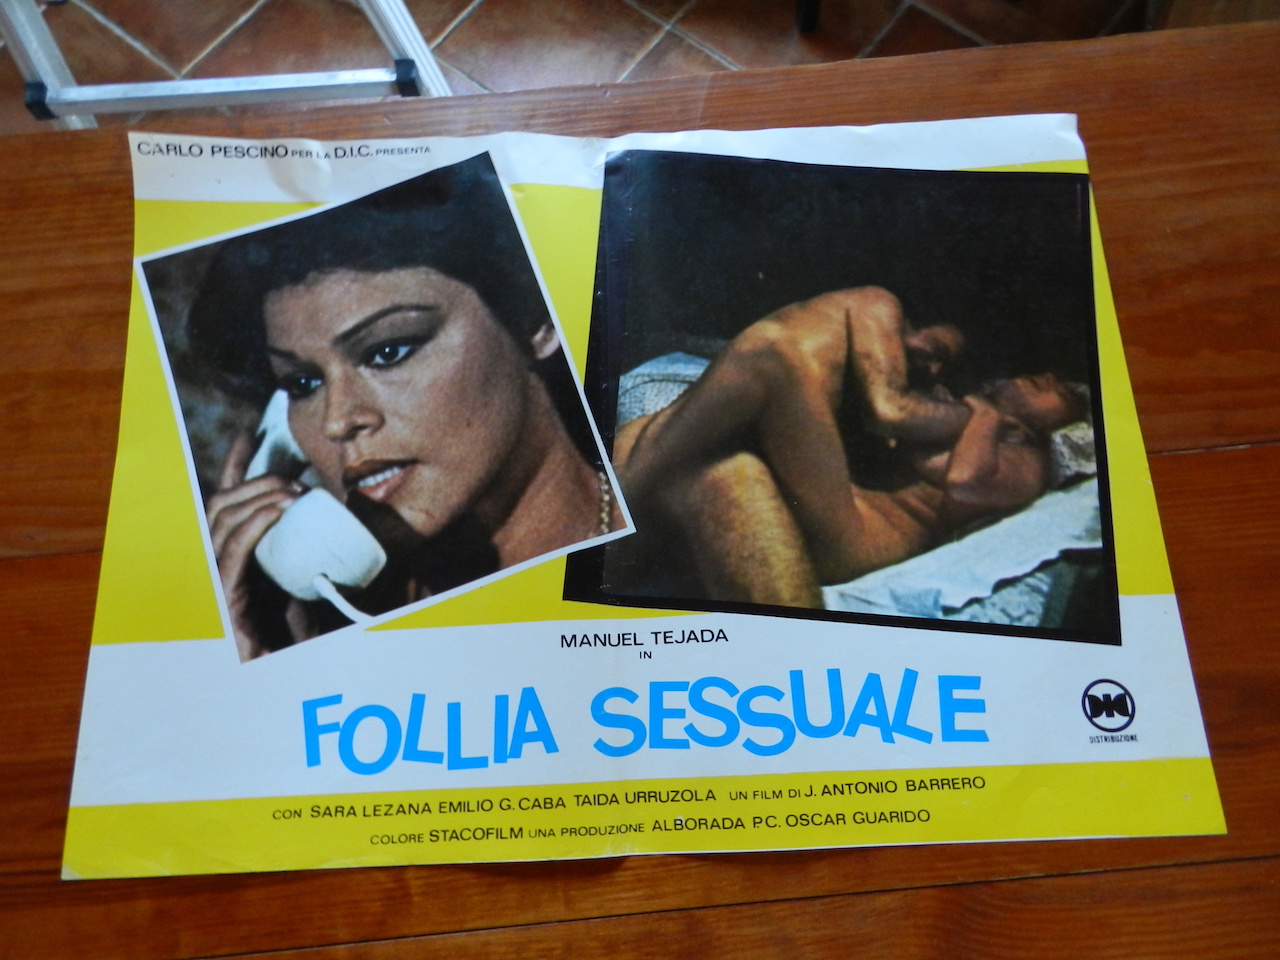 CARLO PESCINO PER LA D.I.C. PRESENTA
MANUEL TEJADA
IN
FOLLIA SESSUALE
DIC
DISTRIBUZIONE
CON SARA LEZANA EMILIO G. CABA TAIDA URRUZOLA UN FILM DI J. ANTONIO BARRERO
COLORE STACOFILM UNA PRODUZIONE ALBORADA P.C. OSCAR GUARIDO